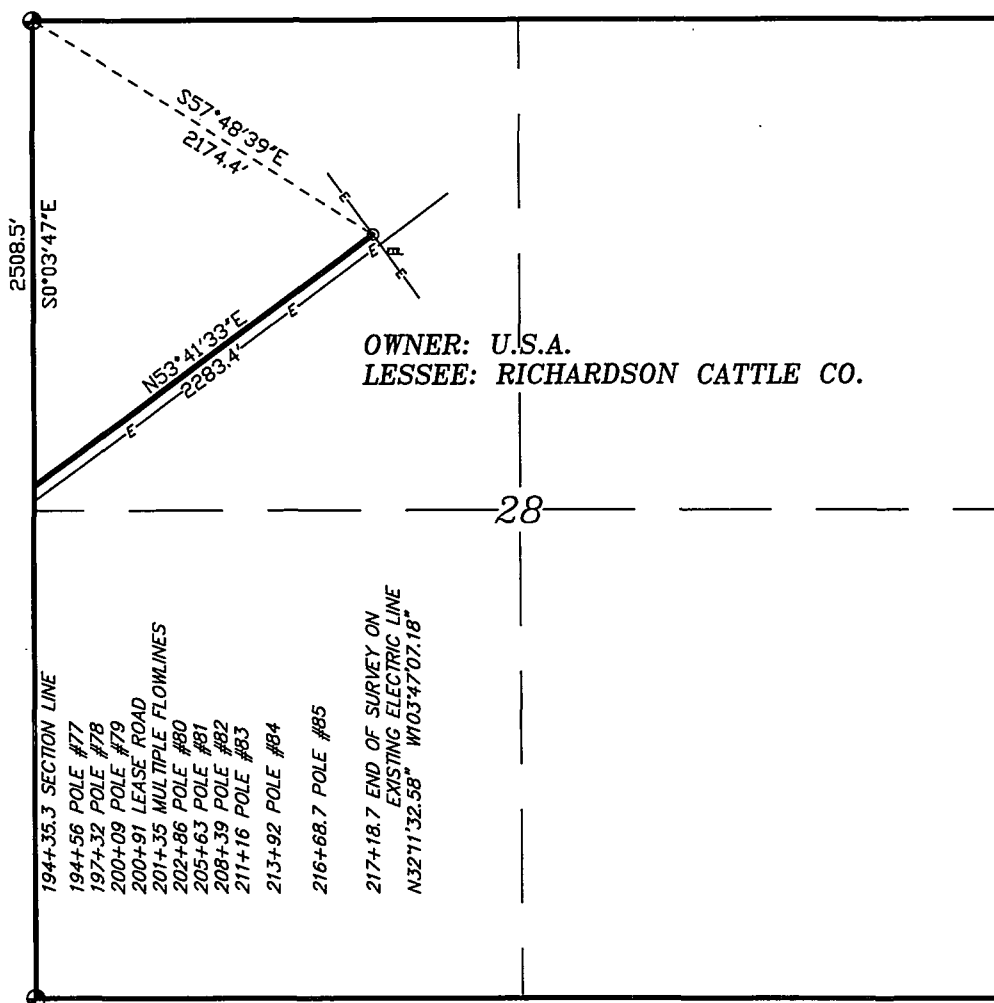 S57°48'39"E
2174.4'
2508.5'
S0°03'47"E
E
E
E
E
E
E
N53°41'33"E
2283.4'
OWNER: U.S.A.
LESSEE: RICHARDSON CATTLE CO.
28
194+35.3 SECTION LINE
194+56 POLE #77
197+32 POLE #78
200+09 POLE #79
200+91 LEASE ROAD
201+35 MULTIPLE FLOWLINES
202+86 POLE #80
205+63 POLE #81
208+39 POLE #82
211+16 POLE #83
213+92 POLE #84
216+68.7 POLE #85
217+18.7 END OF SURVEY ON
EXISTING ELECTRIC LINE
N32°11'32.58" W103°47'07.18"